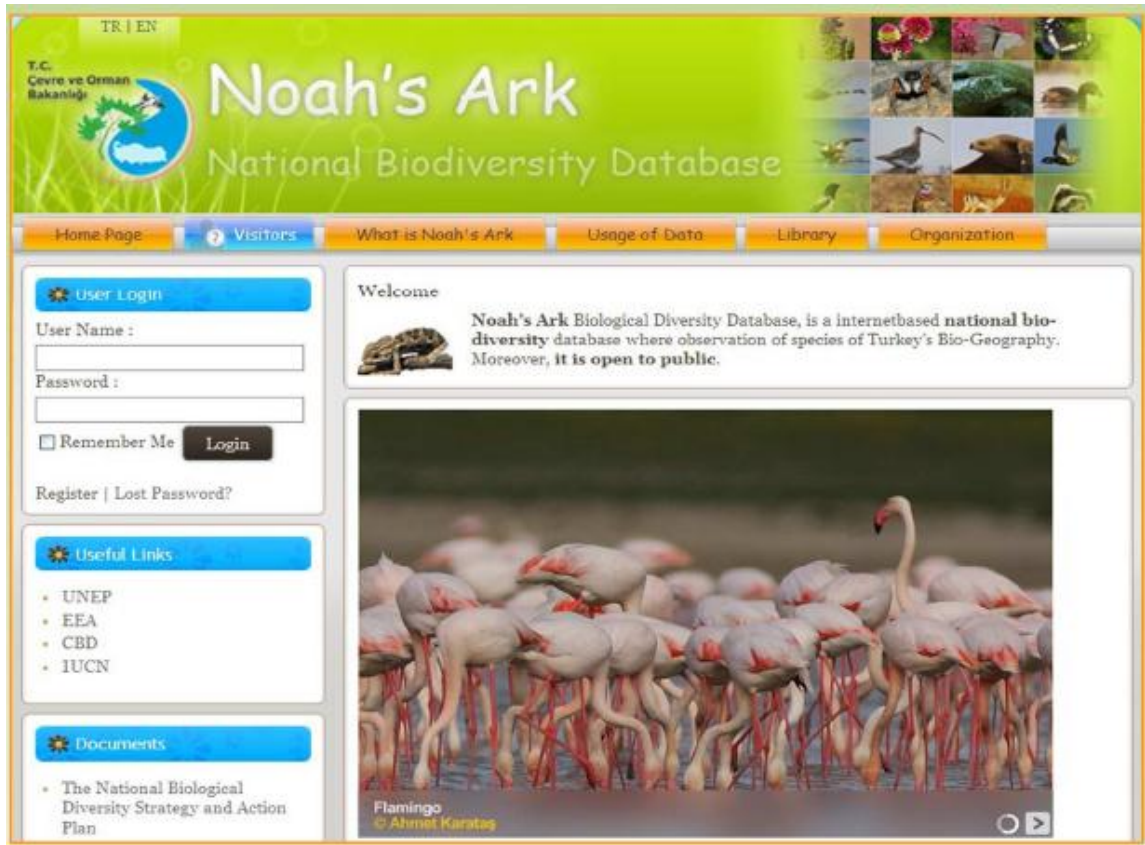 TR | EN
T.C.
Çevre ve Orman
Bakanlığı
Noah's Ark
National Biodiversity Database
Home Page
Visitors
What is Noah's Ark
Usage of Data
Library
Organization
User Login
User Name :
Password :
Remember Me
Login
Register | Lost Password?
Useful Links
UNEP
EEA
CBD
IUCN
Documents
The National Biological
Diversity Strategy and Action
Plan
Welcome
Noah's Ark Biological Diversity Database, is a internetbased national bio-
diversity database where observation of species of Turkey's Bio-Geography.
Moreover, it is open to public.
Flamingo
© Ahmet Karataş